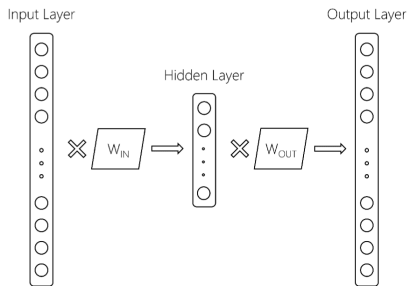 Input Layer
Output Layer
Hidden Layer
W_IN
W_OUT